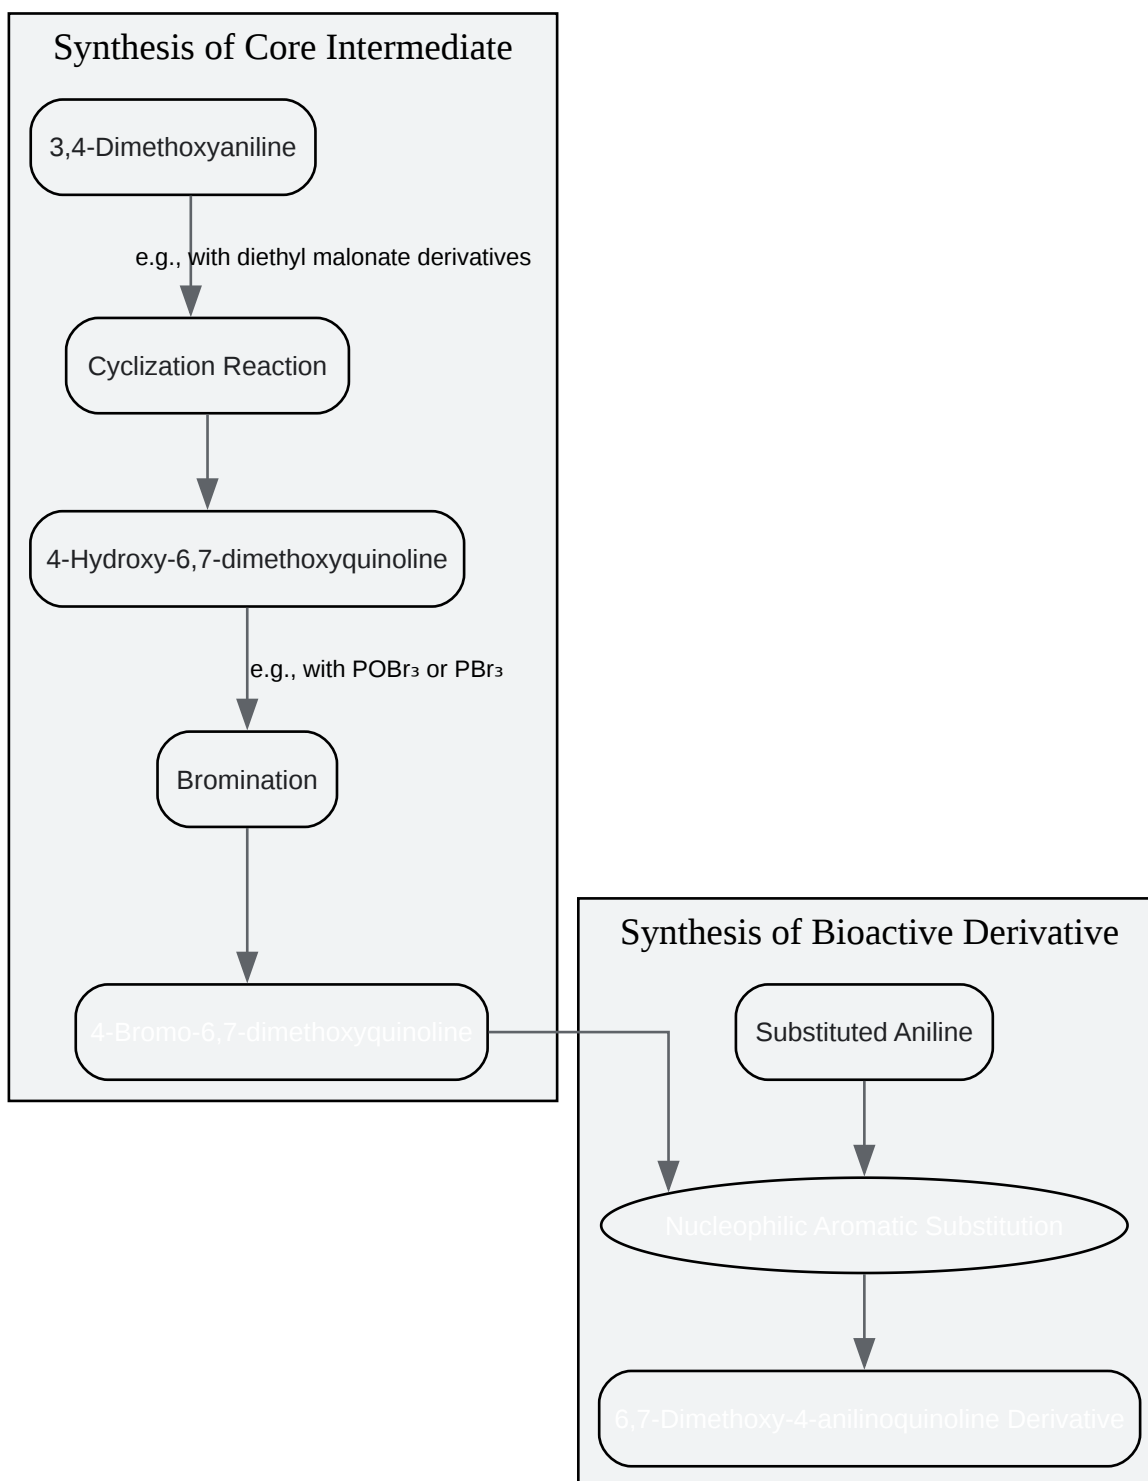 Synthesis of Core Intermediate
3,4-Dimethoxyaniline
e.g., with diethyl malonate derivatives
Cyclization Reaction
4-Hydroxy-6,7-dimethoxyquinoline
e.g., with POBr₃ or PBr₃
Bromination
4-Bromo-6,7-dimethoxyquinoline
Synthesis of Bioactive Derivative
Substituted Aniline
Nucleophilic Aromatic Substitution
6,7-Dimethoxy-4-anilinoquinoline Derivative